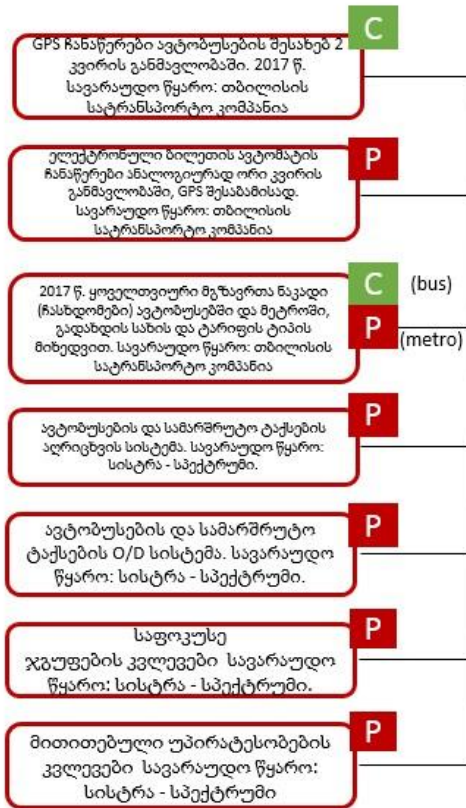 C
GPS ჩანაწერები ავტობუსების შესახებ 2
კვირის განმავლობაში. 2017 წ.
სავარაუდო წყარო: თბილისის
სატრანსპორტო კომპანია
P
ელექტრონული ბილეთის ავტომატის
ჩანაწერები ანალოგიურად ორი კვირის
განმავლობაში, GPS შესაბამისად.
სავარაუდო წყარო: თბილისის
სატრანსპორტო კომპანია
C (bus)
P (metro)
2017 წ. ყოველთვიური მგზავრთა ნაკადი
(ჩასხდომები) ავტობუსებში და მეტროში,
გადახდის სახის და ტარიფის ტიპის
მიხედვით. სავარაუდო წყარო: თბილისის
სატრანსპორტო კომპანია
P
ავტობუსების და სამარშრუტო ტაქსების
აღრიცხვის სისტემა. სავარაუდო წყარო:
სისტრა - სპექტრუმი.
P
ავტობუსების და სამარშრუტო
ტაქსების O/D სისტემა. სავარაუდო
წყარო: სისტრა - სპექტრუმი.
P
საფოკუსე
ჯგუფების კვლევები სავარაუდო
წყარო: სისტრა - სპექტრუმი.
P
მითითებული უპირატესობების
კვლევები სავარაუდო წყარო:
სისტრა - სპექტრუმი